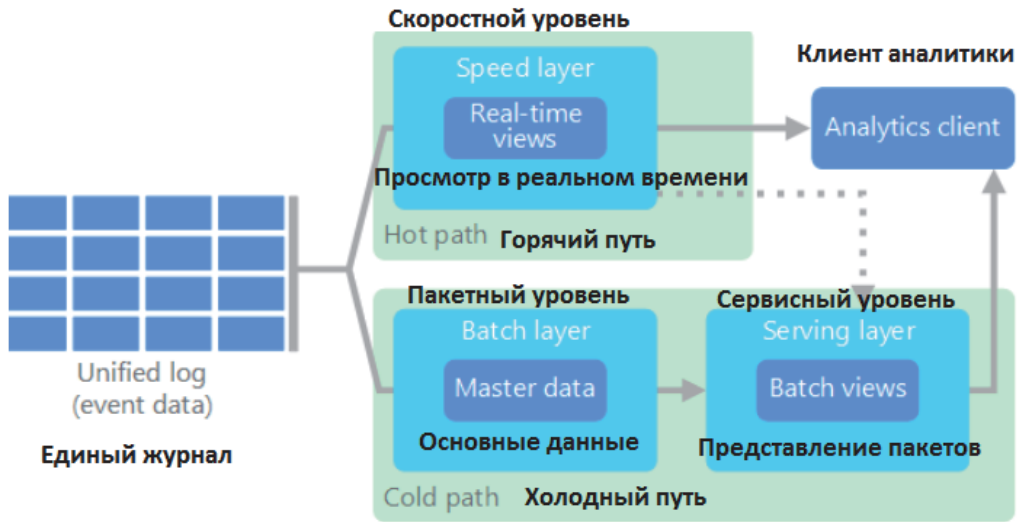 Скоростной уровень
Speed layer
Real-time
views
Просмотр в реальном времени
Hot path Горячий путь
Клиент аналитики
Analytics client
Unified log
(event data)
Единый журнал
Пакетный уровень
Batch layer
Master data
Основные данные
Сервисный уровень
Serving layer
Batch views
Представление пакетов
Cold path Холодный путь